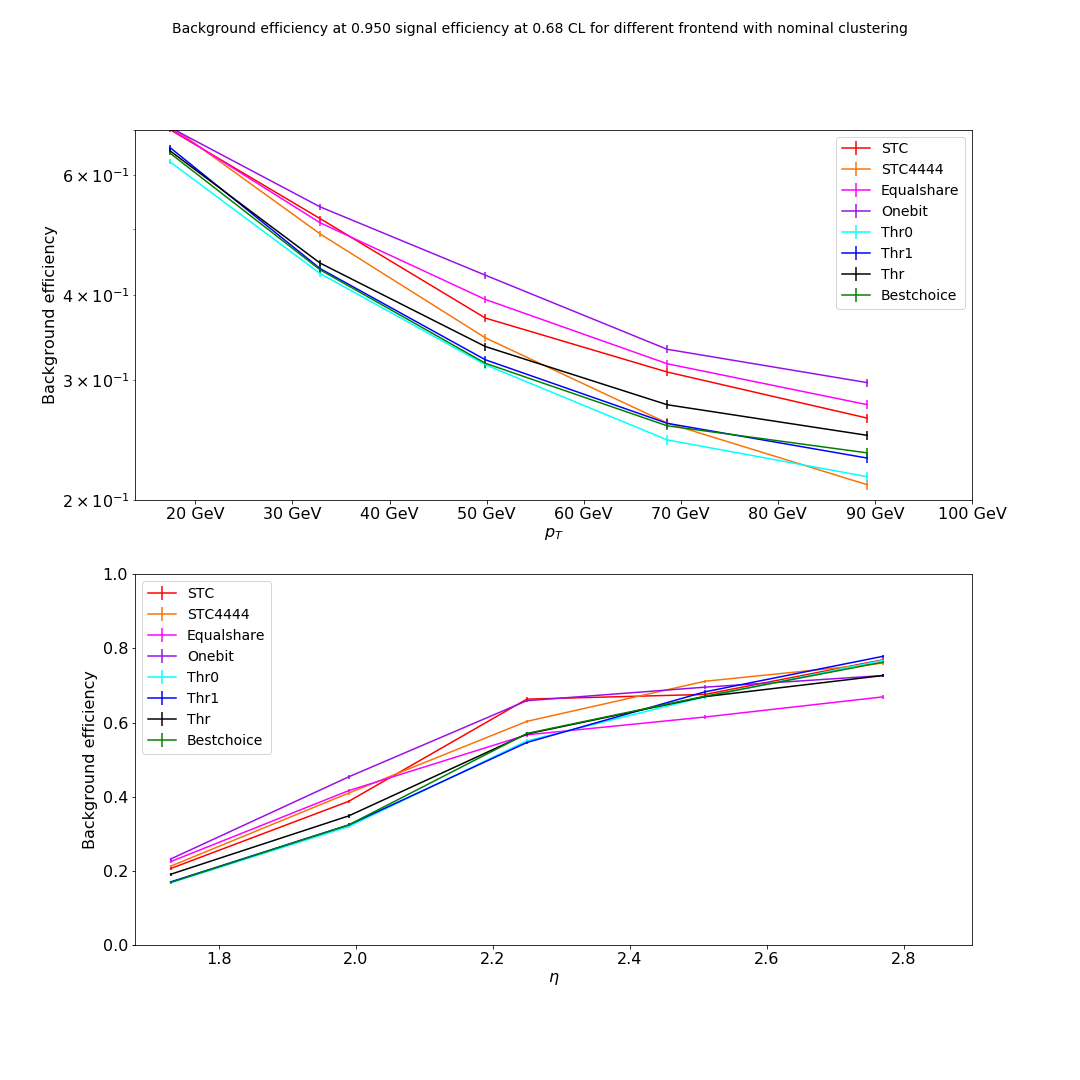 Background efficiency at 0.950 signal efficiency at 0.68 CL for different frontend with nominal clustering
Background efficiency
6 × 10⁻¹
4 × 10⁻¹
3 × 10⁻¹
2 × 10⁻¹
STC
STC4444
Equalshare
Onebit
Thr0
Thr1
Thr
Bestchoice
20 GeV 30 GeV 40 GeV 50 GeV 60 GeV 70 GeV 80 GeV 90 GeV 100 GeV
p_T
Background efficiency
1.0
0.8
0.6
0.4
0.2
0.0
STC
STC4444
Equalshare
Onebit
Thr0
Thr1
Thr
Bestchoice
1.8 2.0 2.2 2.4 2.6 2.8
η